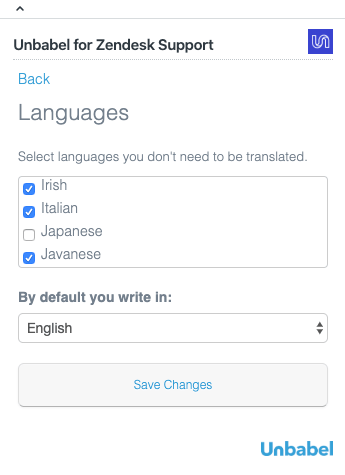 Unbabel for Zendesk Support
Back
Languages
Select languages you don't need to be translated.
Irish
Italian
Japanese
Javanese
By default you write in:
English
Save Changes
Unbabel